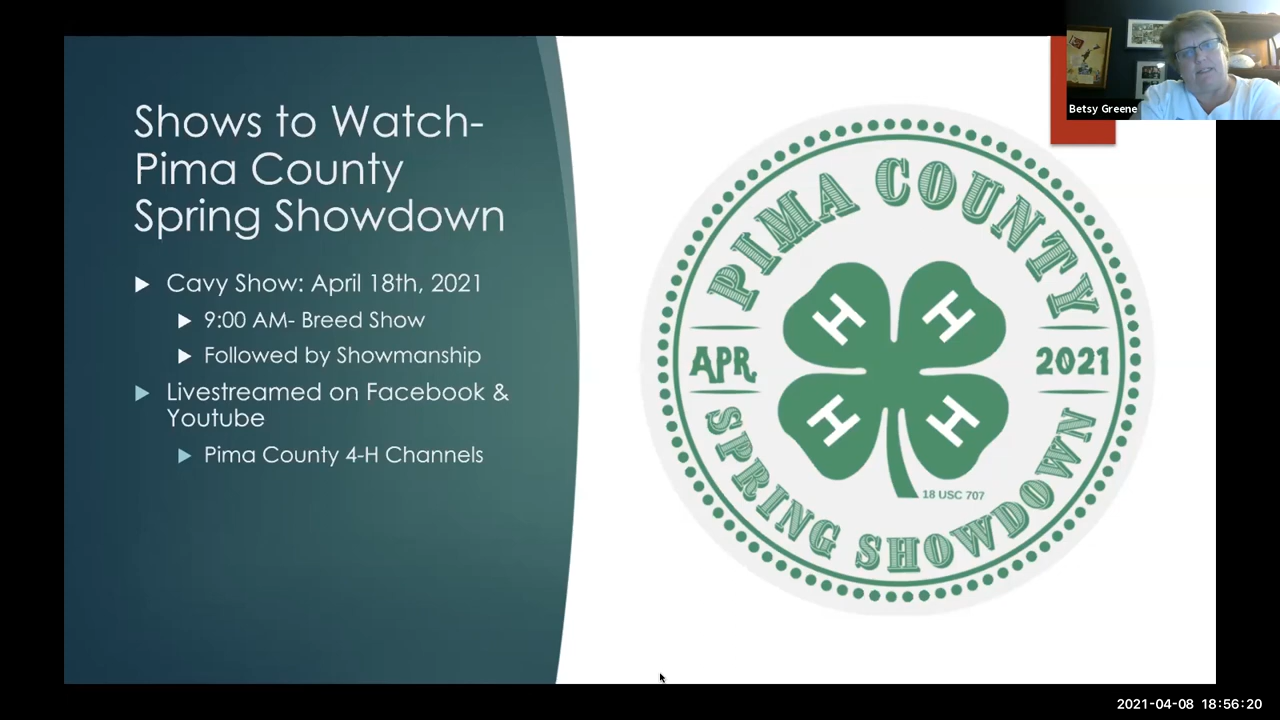 Shows to Watch-
Pima County
Spring Showdown
Cavy Show: April 18th, 2021
9:00 AM- Breed Show
Followed by Showmanship
Livestreamed on Facebook &
Youtube
Pima County 4-H Channels
PIMA COUNTY
H H
APR. 2021
H H
18 USC 707
SPRING SHOWDOWN
Betsy Greene
2021-04-08 18:56:20